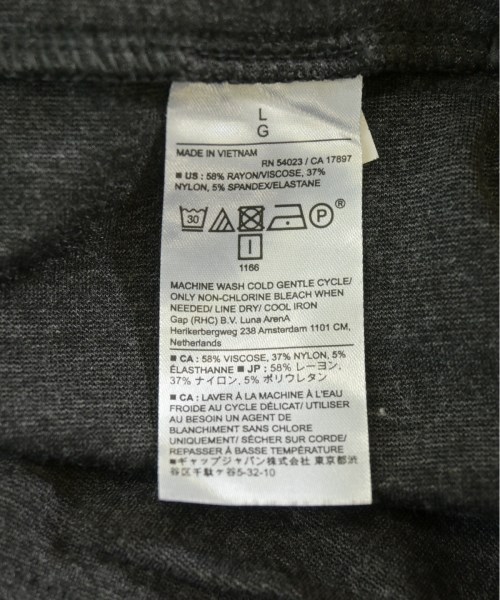 L
G
MADE IN VIETNAM
RN 54023 / CA 17897
■ US : 58% RAYON/VISCOSE, 37%
NYLON, 5% SPANDEX/ELASTANE
30
P
®
I
1166
MACHINE WASH COLD GENTLE CYCLE/
ONLY NON-CHLORINE BLEACH WHEN
NEEDED/ LINE DRY/ COOL IRON
Gap (RHC) B.V. Luna ArenA
Herikerbergweg 238 Amsterdam 1101 CM,
Netherlands
■ CA : 58% VISCOSE, 37% NYLON, 5%
ÉLASTHANNE ■ JP : 58% レーヨン,
37% ナイロン, 5% ポリウレタン
■ CA : LAVER À LA MACHINE À L'EAU
FROIDE AU CYCLE DÉLICAT/ UTILISER
AU BESOIN UN AGENT DE
BLANCHIMENT SANS CHLORE
UNIQUEMENT/ SÉCHER SUR CORDE/
REPASSER À BASSE TEMPÉRATURE
■ギャップジャパン株式会社 東京都渋
谷区千駄ヶ谷5-32-10